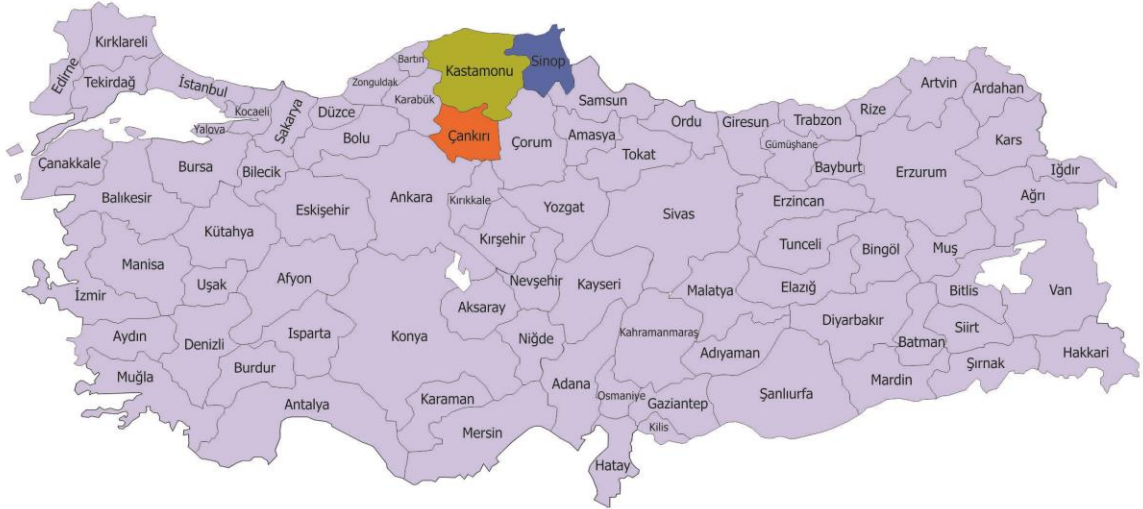 Kırklareli
Edirne
Tekirdağ
İstanbul
Kocaeli
Yalova
Sakarya
Düzce
Zonguldak
Bartın
Karabük
Kastamonu
Sinop
Çankırı
Samsun
Amasya
Çorum
Tokat
Ordu
Giresun
Trabzon
Gümüşhane
Bayburt
Rize
Artvin
Ardahan
Kars
Iğdır
Ağrı
Erzurum
Erzincan
Çanakkale
Balıkesir
Bursa
Bilecik
Bolu
Eskişehir
Ankara
Kırıkkale
Yozgat
Sivas
Kütahya
Kırşehir
Tunceli
Bingöl
Muş
Manisa
Uşak
Afyon
Nevşehir
Kayseri
Malatya
Elazığ
Bitlis
Van
İzmir
Aksaray
Aydın
Denizli
Isparta
Konya
Niğde
Kahramanmaraş
Adıyaman
Diyarbakır
Batman
Siirt
Şırnak
Hakkari
Muğla
Burdur
Antalya
Karaman
Mersin
Adana
Osmaniye
Gaziantep
Kilis
Şanlıurfa
Mardin
Hatay